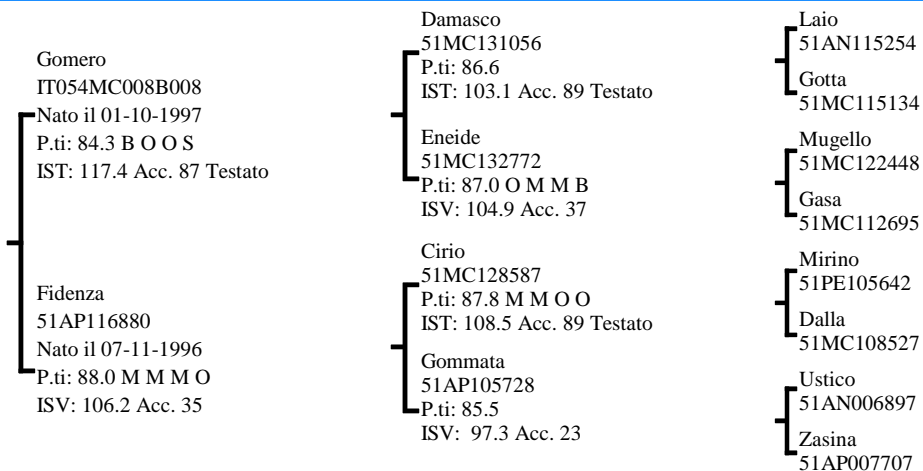 Gomero
IT054MC008B008
Nato il 01-10-1997
P.ti: 84.3 B O O S
IST: 117.4 Acc. 87 Testato
Fidenza
51AP116880
Nato il 07-11-1996
P.ti: 88.0 M M M O
ISV: 106.2 Acc. 35
Damasco
51MC131056
P.ti: 86.6
IST: 103.1 Acc. 89 Testato
Eneide
51MC132772
P.ti: 87.0 O M M B
ISV: 104.9 Acc. 37
Cirio
51MC128587
P.ti: 87.8 M M O O
IST: 108.5 Acc. 89 Testato
Gommata
51AP105728
P.ti: 85.5
ISV: 97.3 Acc. 23
Laio
51AN115254
Gotta
51MC115134
Mugello
51MC122448
Gasa
51MC112695
Mirino
51PE105642
Dalla
51MC108527
Ustico
51AN006897
Zasina
51AP007707